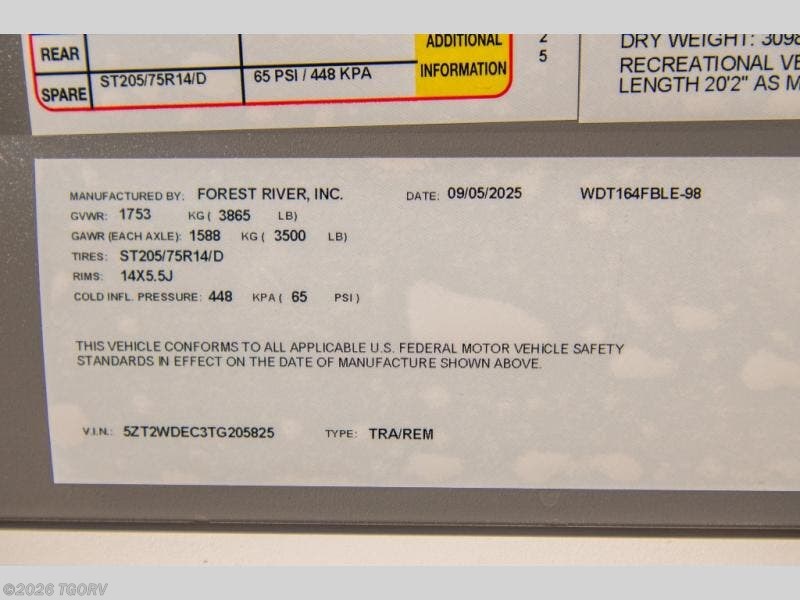 REAR
SPARE ST205/75R14/D 65 PSI / 448 KPA
ADDITIONAL
INFORMATION
2
5
DRY WEIGHT: 3098
RECREATIONAL VE
LENGTH 20'2" AS M
MANUFACTURED BY: FOREST RIVER, INC. DATE: 09/05/2025 WDT164FBLE-98
GVWR: 1753 KG ( 3865 LB)
GAWR (EACH AXLE): 1588 KG ( 3500 LB)
TIRES: ST205/75R14/D
RIMS: 14X5.5J
COLD INFL. PRESSURE: 448 KPA ( 65 PSI )
THIS VEHICLE CONFORMS TO ALL APPLICABLE U.S. FEDERAL MOTOR VEHICLE SAFETY
STANDARDS IN EFFECT ON THE DATE OF MANUFACTURE SHOWN ABOVE.
V.I.N.: 5ZT2WDEC3TG205825 TYPE: TRA/REM
©2026 TGORV